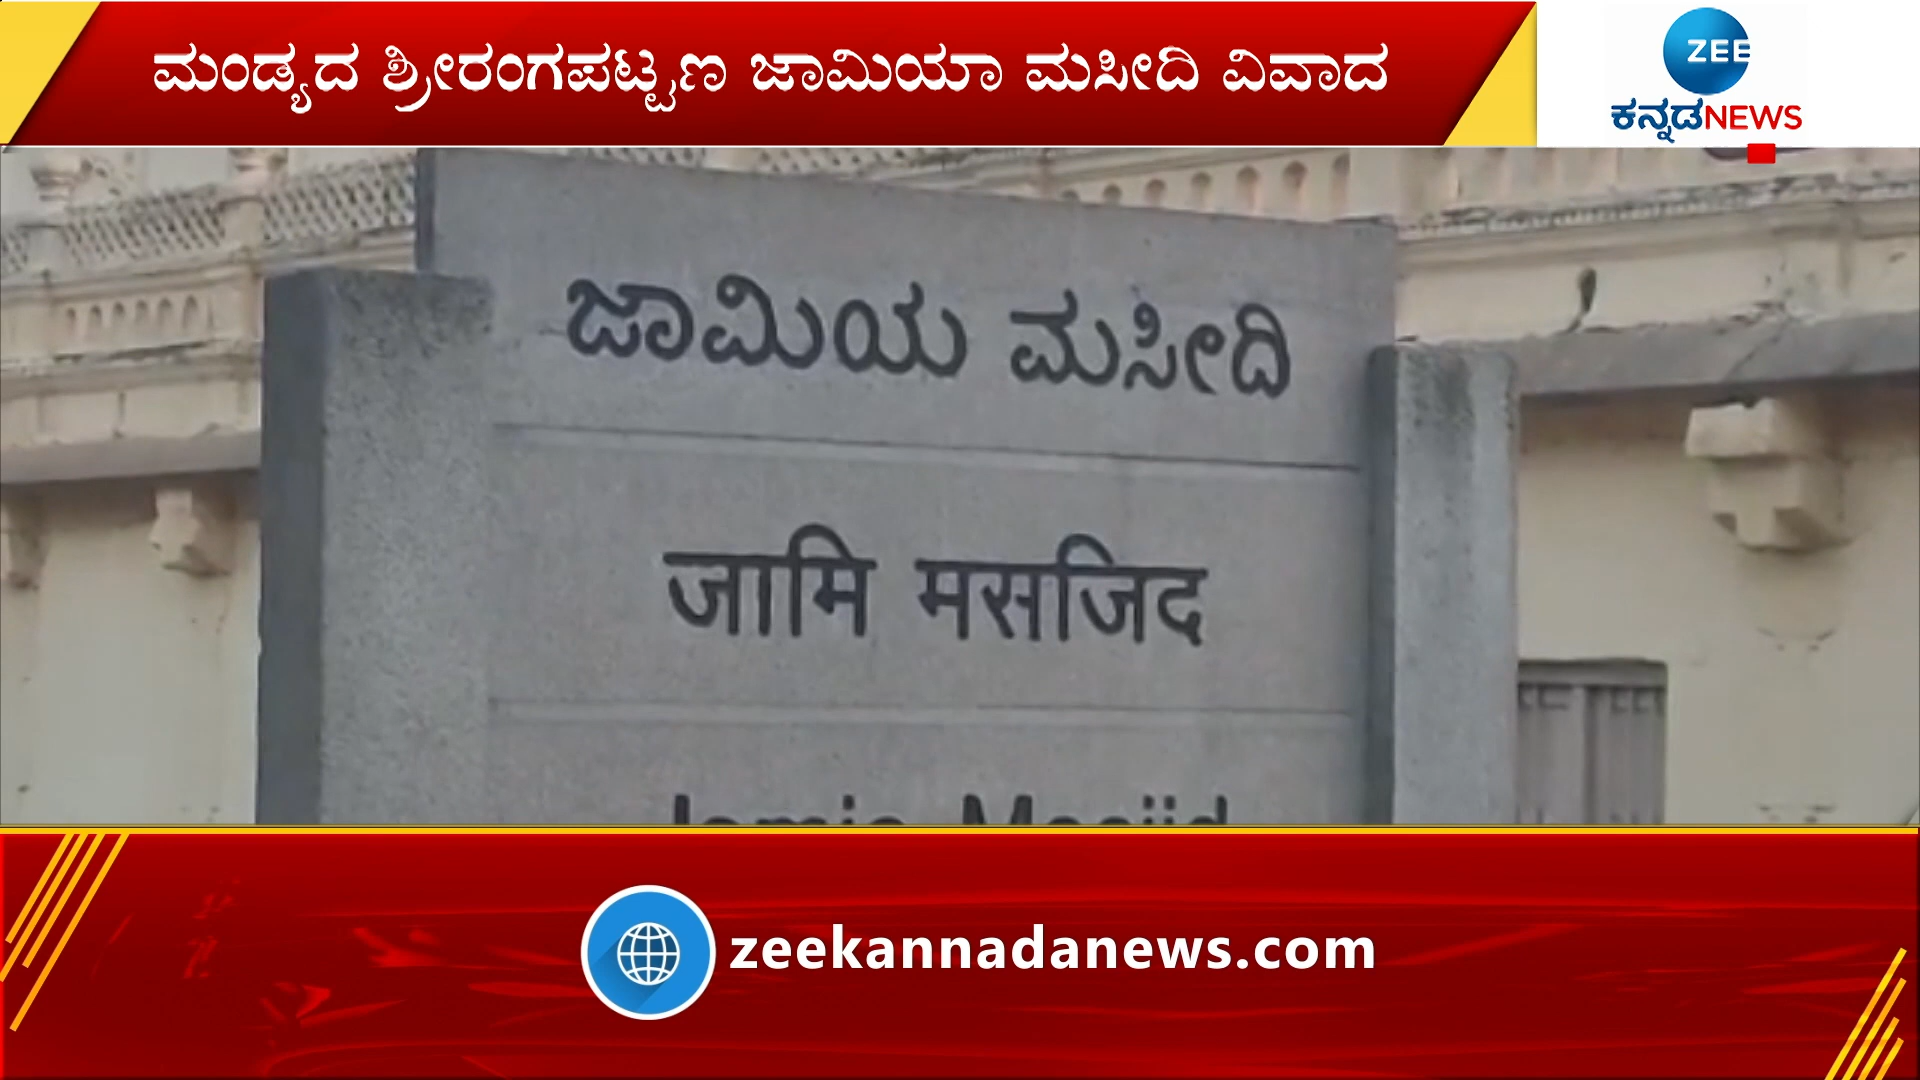 ಮಂಡ್ಯದ ಶ್ರೀರಂಗಪಟ್ಟಣ ಜಾಮಿಯಾ ಮಸೀದಿ ವಿವಾದ
ZEE
ಕನ್ನಡNEWS
ಜಾಮಿಯ ಮಸೀದಿ
जामि मसजिद
zeekannadanews.com